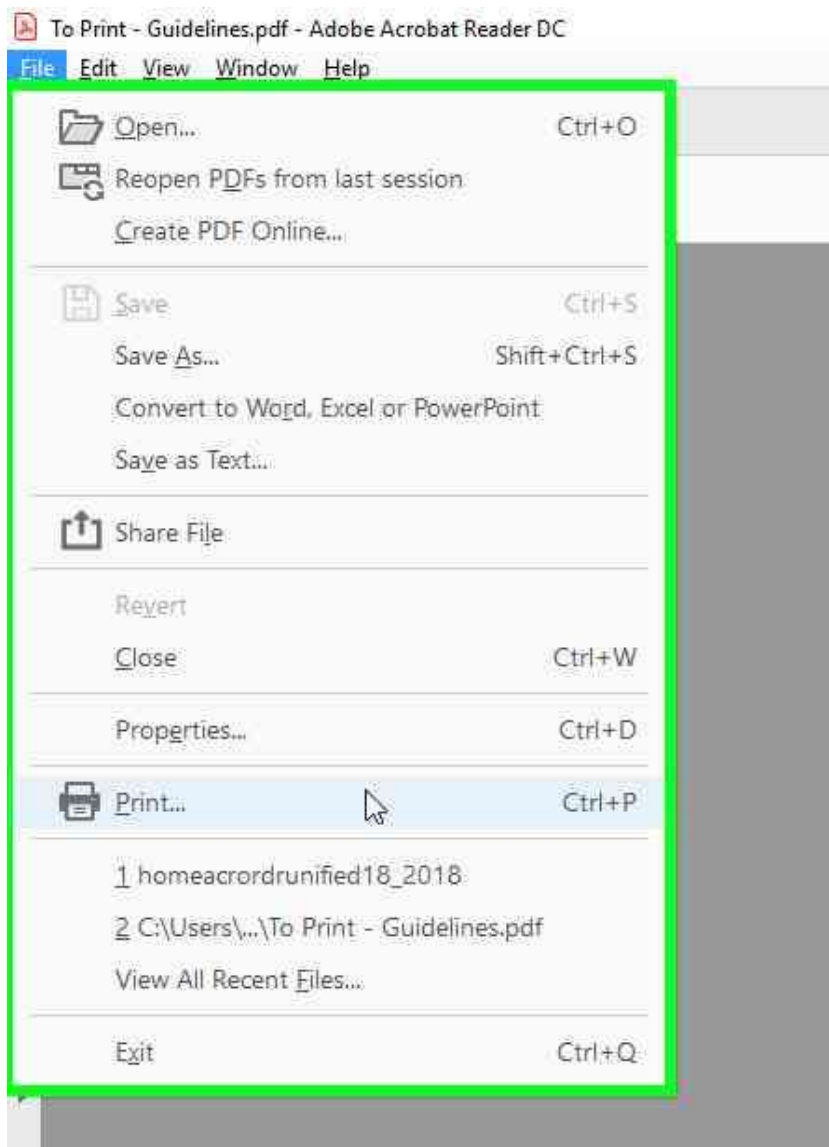 To Print - Guidelines.pdf - Adobe Acrobat Reader DC
File Edit View Window Help
Open... Ctrl+O
Reopen PDFs from last session
Create PDF Online...
Save Ctrl+S
Save As... Shift+Ctrl+S
Convert to Word, Excel or PowerPoint
Save as Text...
Share File
Revert
Close Ctrl+W
Properties... Ctrl+D
Print... Ctrl+P
1 homeacrordrunified18_2018
2 C:\Users\...\To Print - Guidelines.pdf
View All Recent Files...
Exit Ctrl+Q